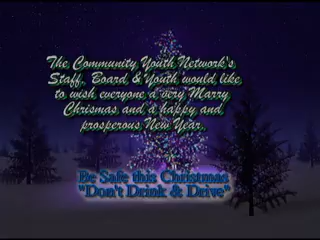 The Community Youth Network's
Staff, Board & Youth would like
to wish everyone a very Marry
Chrismas and a happy and
prosperous New Year.
Be Safe this Christmas
"Don't Drink & Drive"